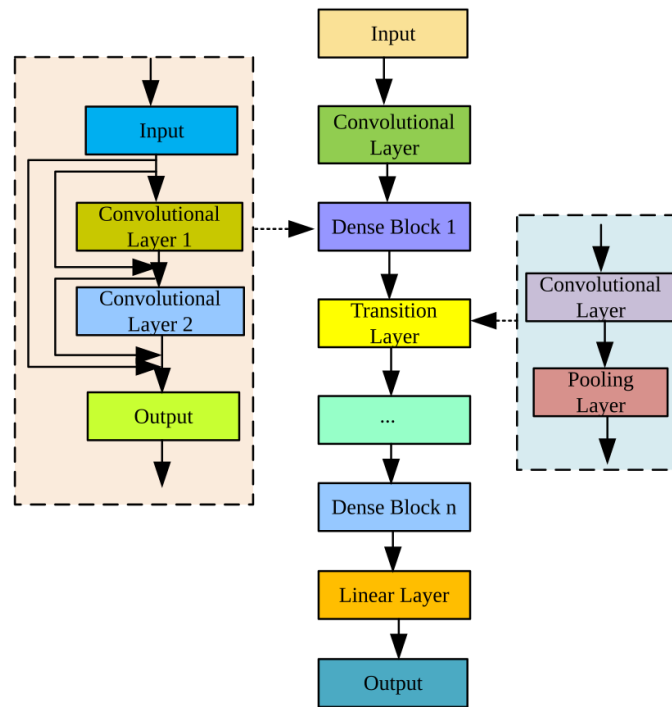 Input
Convolutional
Layer
Dense Block 1
Transition
Layer
...
Dense Block n
Linear Layer
Output
Input
Convolutional
Layer 1
Convolutional
Layer 2
Output
Convolutional
Layer
Pooling
Layer